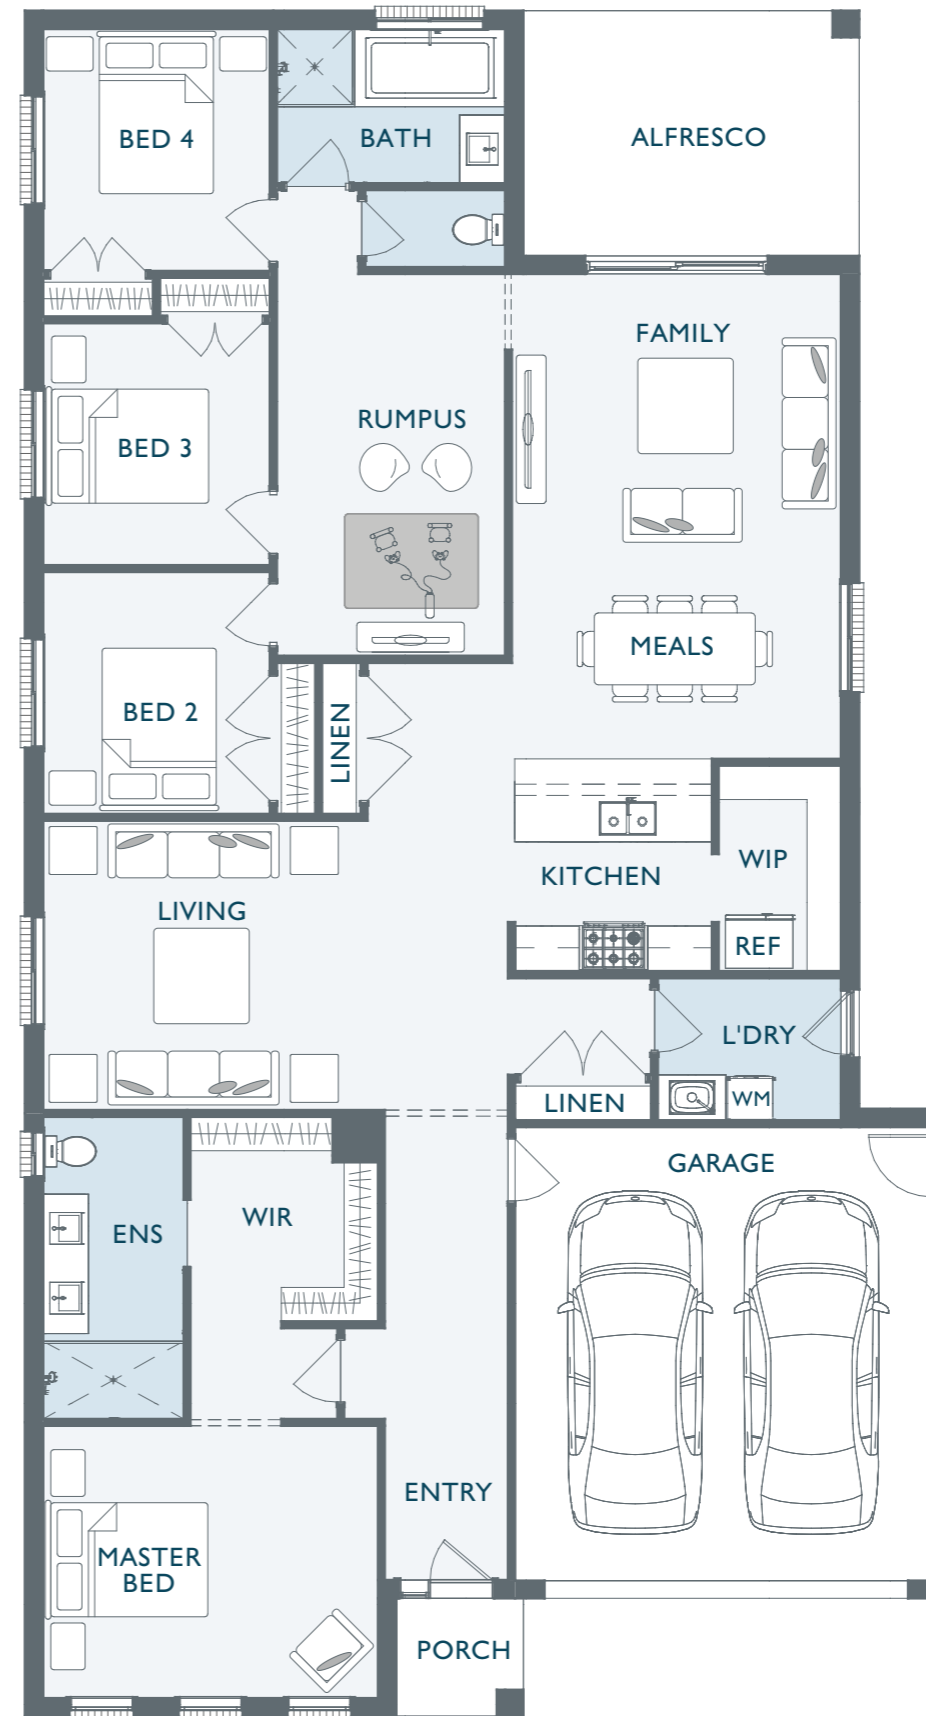 BED 4
BATH
ALFRESCO
FAMILY
RUMPUS
BED 3
MEALS
BED 2
LINEN
KITCHEN
WIP
LIVING
REF
L'DRY
LINEN
WM
GARAGE
WIR
ENS
ENTRY
MASTER
BED
PORCH